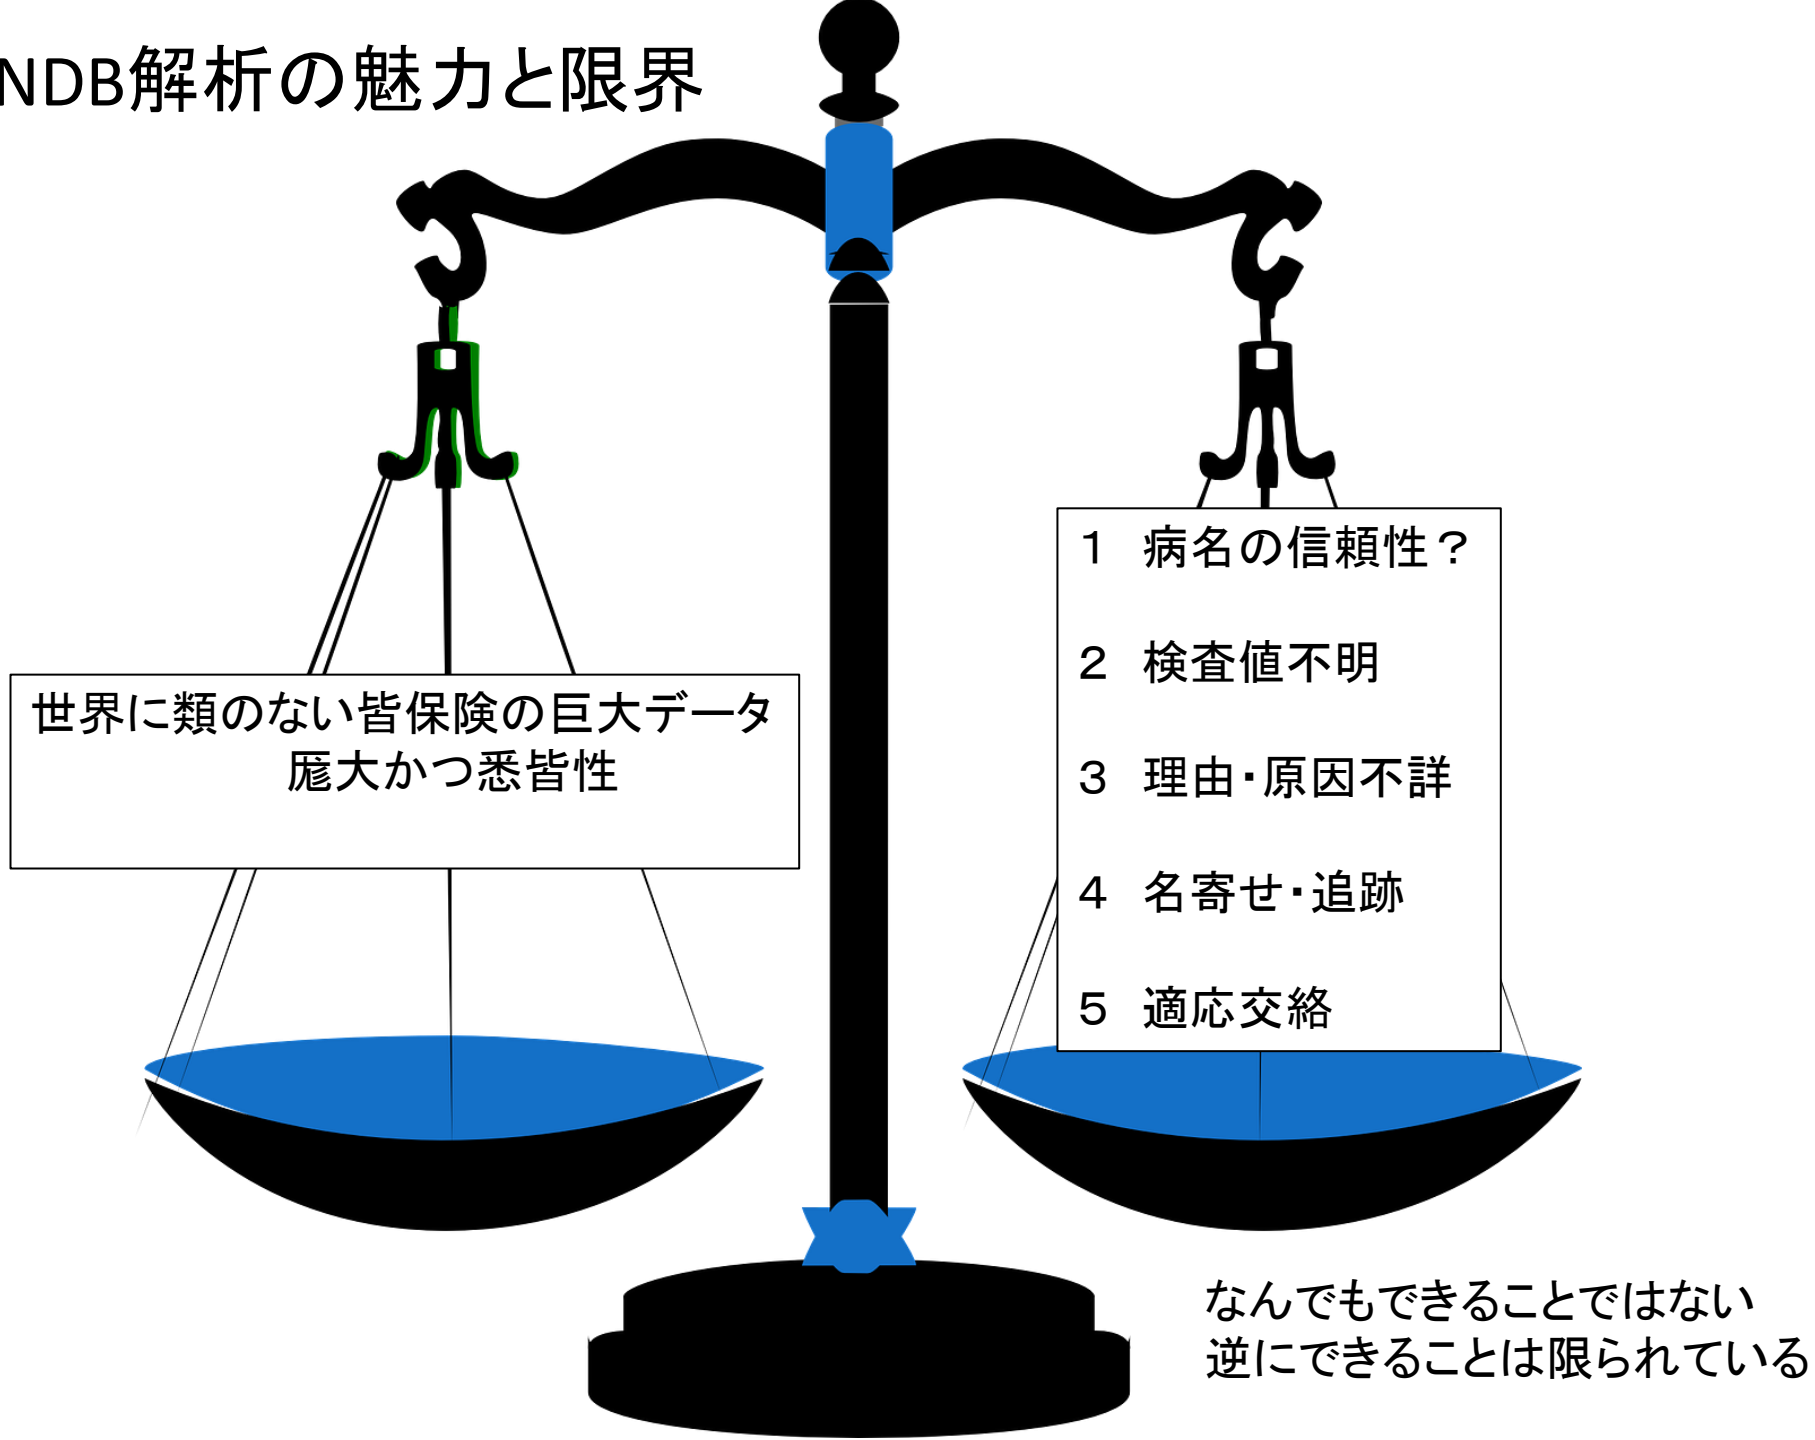 NDB解析の魅力と限界
世界に類のない皆保険の巨大データ
厖大かつ悉皆性
１　病名の信頼性？
２　検査値不明
３　理由・原因不詳
４　名寄せ・追跡
５　適応交絡
なんでもできることではない
逆にできることは限られている